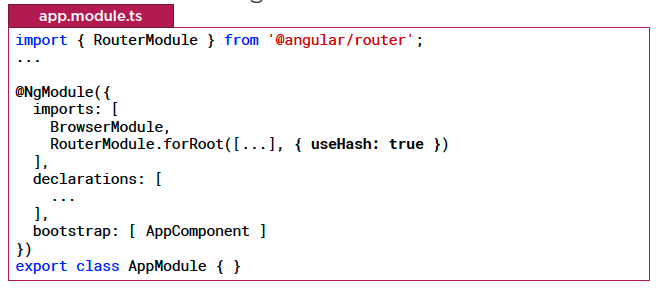 app.module.ts
import { RouterModule } from '@angular/router';
...
@NgModule({
imports: [
BrowserModule,
RouterModule.forRoot([...], { useHash: true })
],
declarations: [
...
],
bootstrap: [ AppComponent ]
})
export class AppModule { }